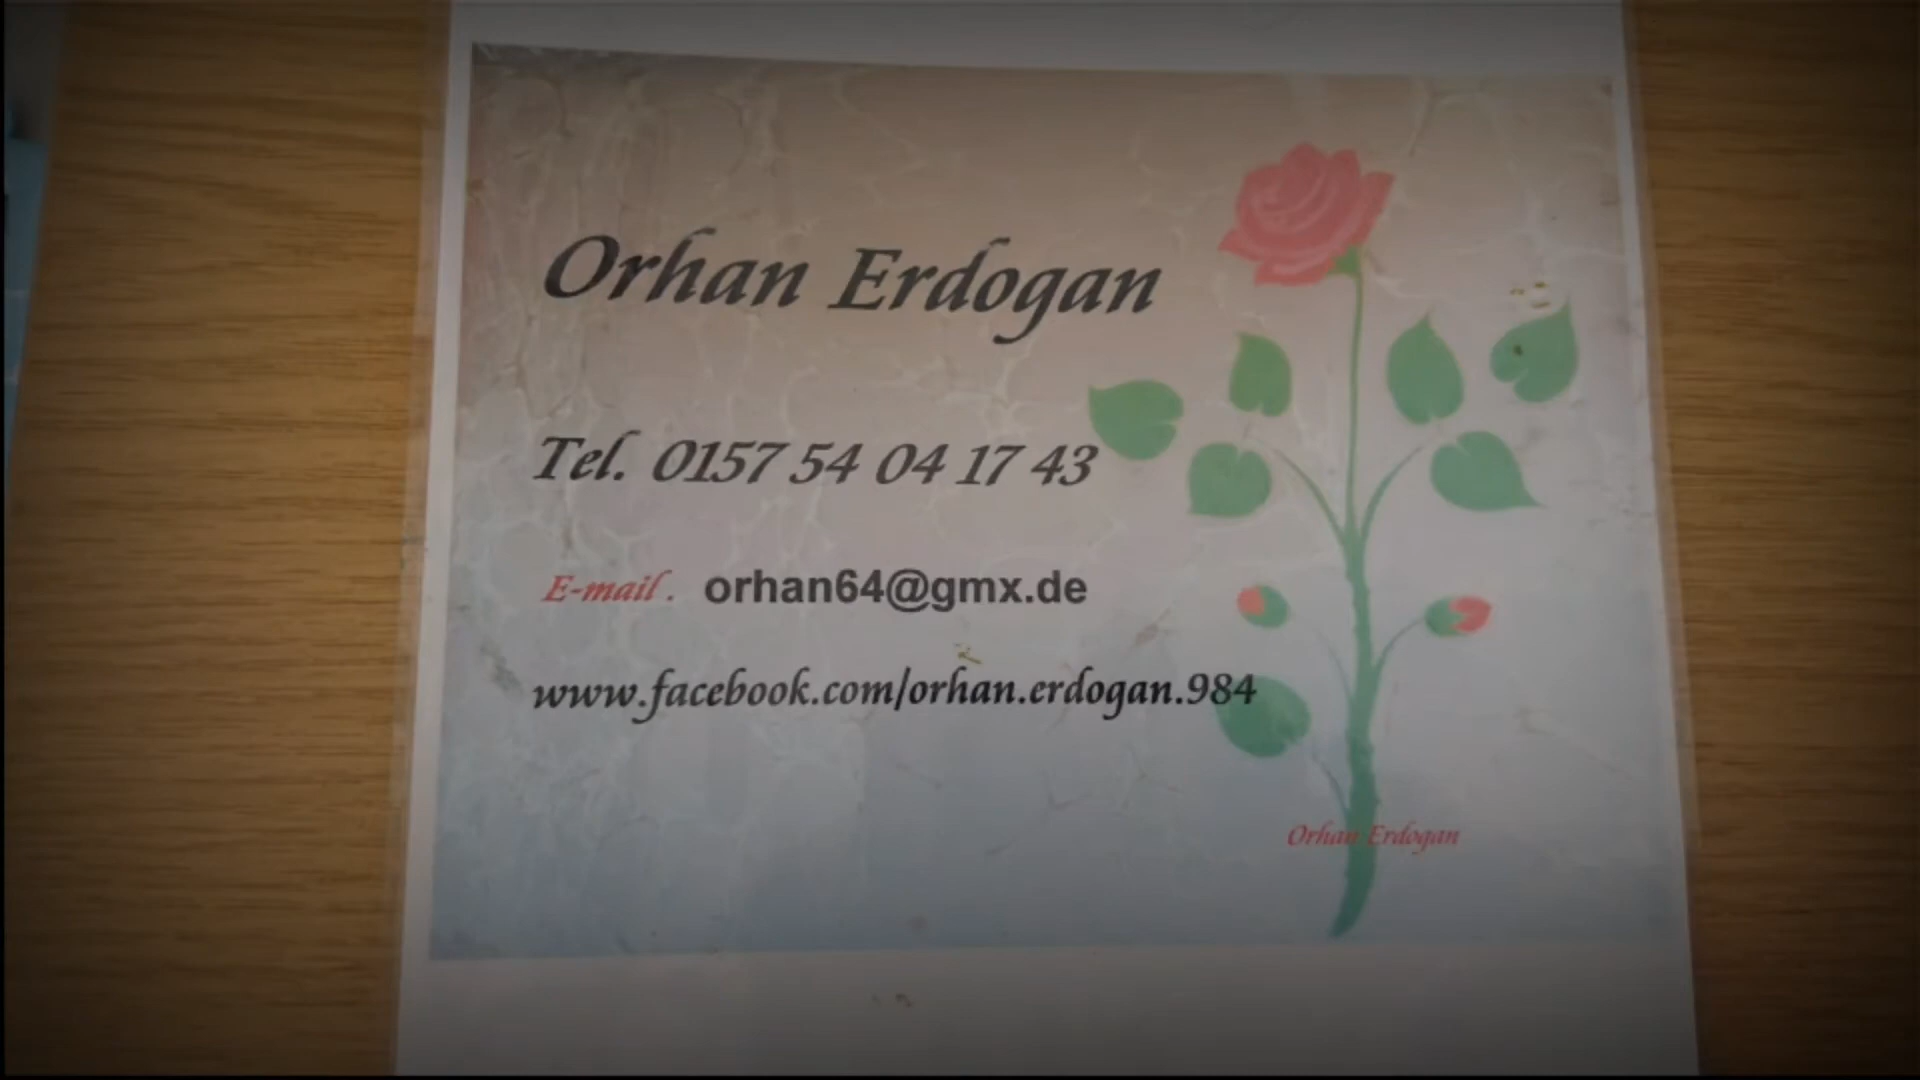 Orhan Erdogan
Tel. 0157 54 04 17 43
E-mail. orhan64@gmx.de
www.facebook.com/orhan.erdogan.984
Orhan Erdogan